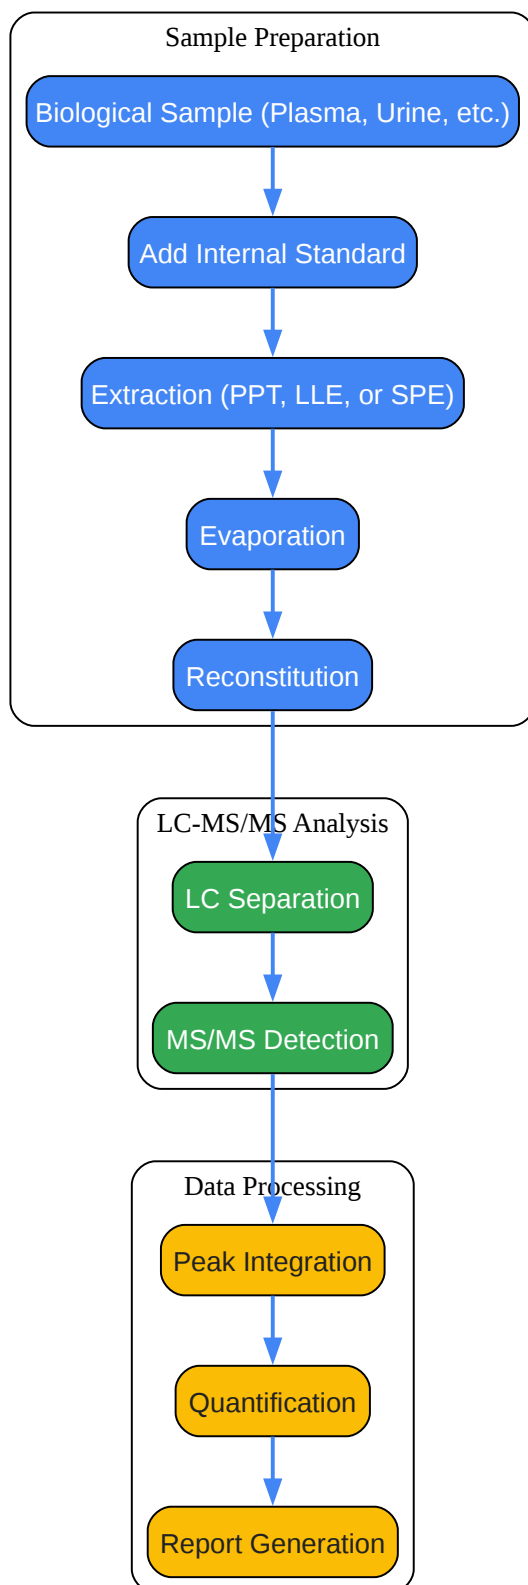 Sample Preparation
Biological Sample (Plasma, Urine, etc.)
Add Internal Standard
Extraction (PPT, LLE, or SPE)
Evaporation
Reconstitution
LC-MS/MS Analysis
LC Separation
MS/MS Detection
Data Processing
Peak Integration
Quantification
Report Generation